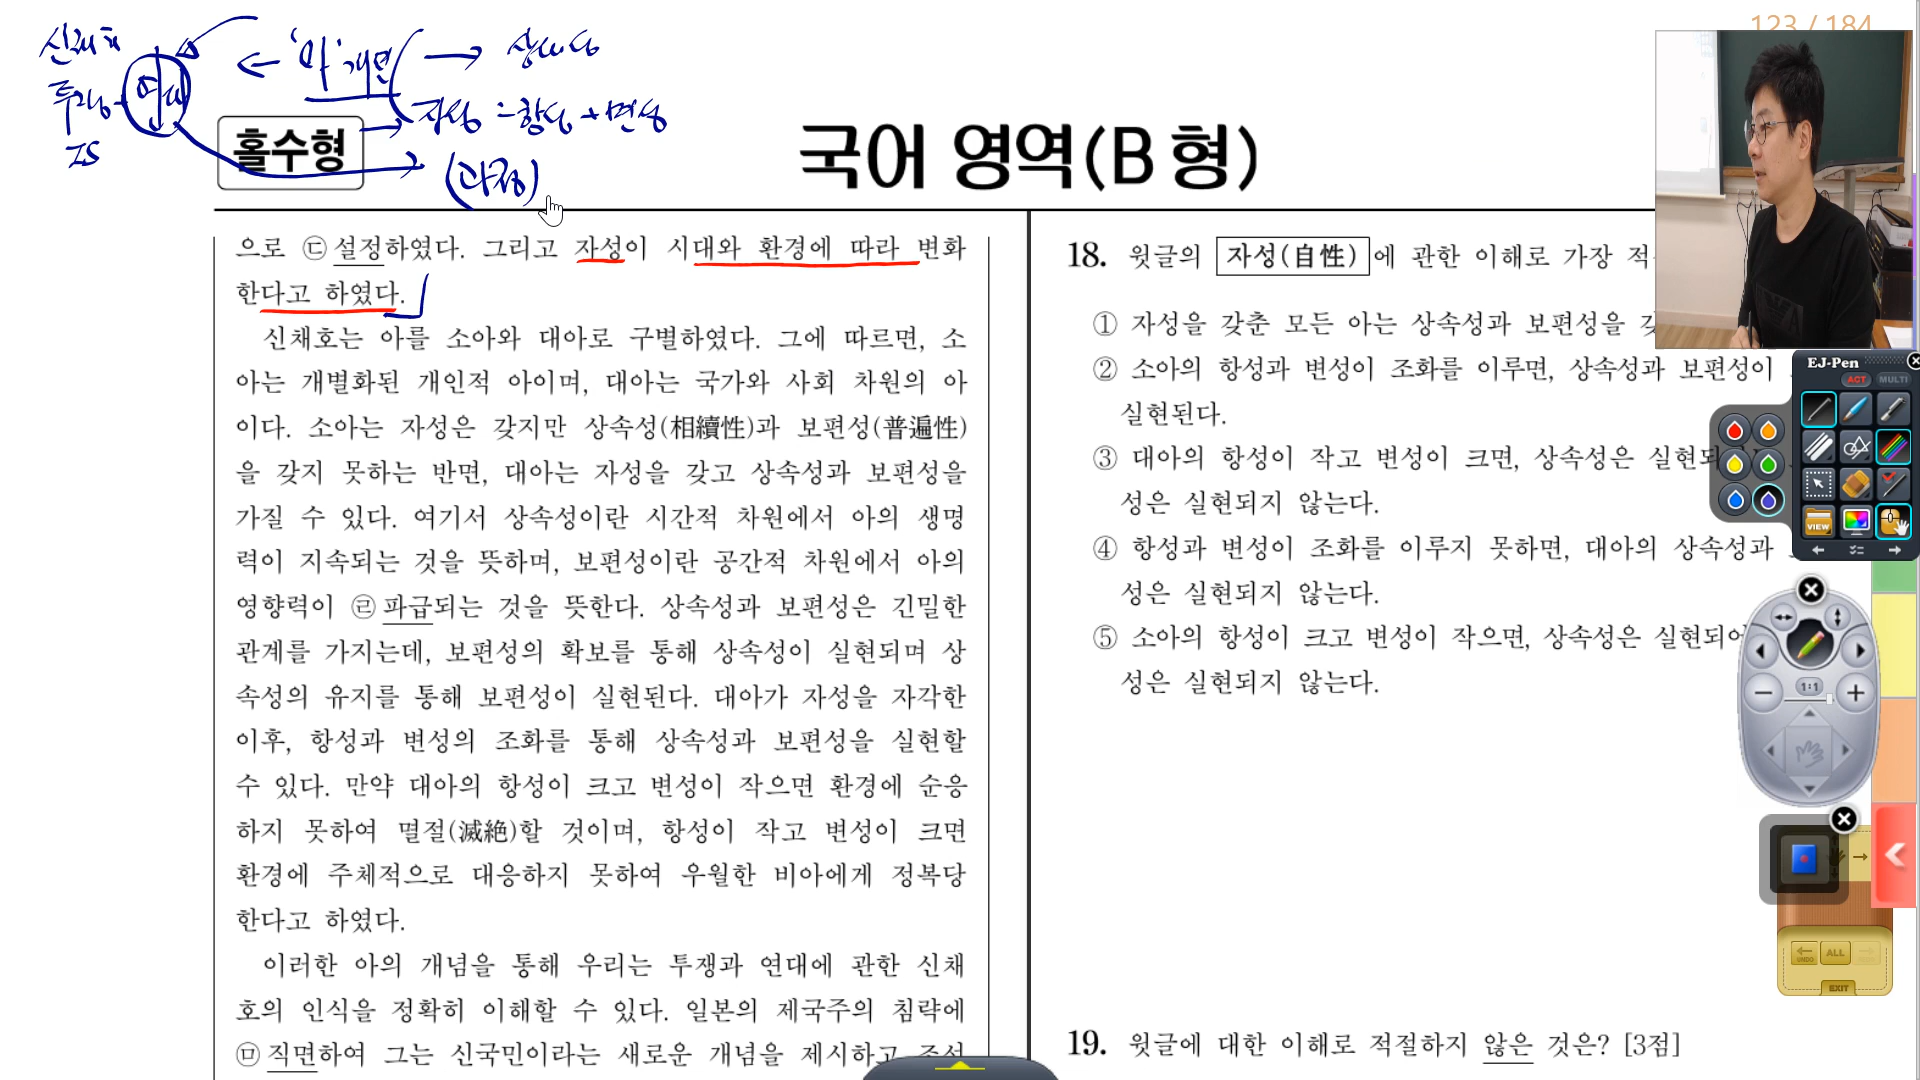 123 / 184
신채호
투쟁-연대
← '아' 개념 → 상대성
자성 = 항성 + 변성
(과정)
홀수형
국어 영역(B 형)
으로 ㉢ 설정하였다. 그리고 자성이 시대와 환경에 따라 변화
한다고 하였다.
신채호는 아를 소아와 대아로 구별하였다. 그에 따르면, 소
아는 개별화된 개인적 아이며, 대아는 국가와 사회 차원의 아
이다. 소아는 자성은 갖지만 상속성(相續性)과 보편성(普遍性)
을 갖지 못하는 반면, 대아는 자성을 갖고 상속성과 보편성을
가질 수 있다. 여기서 상속성이란 시간적 차원에서 아의 생명
력이 지속되는 것을 뜻하며, 보편성이란 공간적 차원에서 아의
영향력이 ㉣ 파급되는 것을 뜻한다. 상속성과 보편성은 긴밀한
관계를 가지는데, 보편성의 확보를 통해 상속성이 실현되며 상
속성의 유지를 통해 보편성이 실현된다. 대아가 자성을 자각한
이후, 항성과 변성의 조화를 통해 상속성과 보편성을 실현할
수 있다. 만약 대아의 항성이 크고 변성이 작으면 환경에 순응
하지 못하여 멸절(滅絶)할 것이며, 항성이 작고 변성이 크면
환경에 주체적으로 대응하지 못하여 우월한 비아에게 정복당
한다고 하였다.
이러한 아의 개념을 통해 우리는 투쟁과 연대에 관한 신채
호의 인식을 정확히 이해할 수 있다. 일본의 제국주의 침략에
㉤ 직면하여 그는 신국민이라는 새로운 개념을 제시하고 조선
18. 윗글의 자성(自性)에 관한 이해로 가장 적
① 자성을 갖춘 모든 아는 상속성과 보편성을
② 소아의 항성과 변성이 조화를 이루면, 상속성과 보편성이
실현된다.
③ 대아의 항성이 작고 변성이 크면, 상속성은 실현되
성은 실현되지 않는다.
④ 항성과 변성이 조화를 이루지 못하면, 대아의 상속성과
성은 실현되지 않는다.
⑤ 소아의 항성이 크고 변성이 작으면, 상속성은 실현되어
성은 실현되지 않는다.
19. 윗글에 대한 이해로 적절하지 않은 것은? [3점]
EJ-Pen
ACT MULTI
VIEW
1:1
UNDO ALL
EXIT